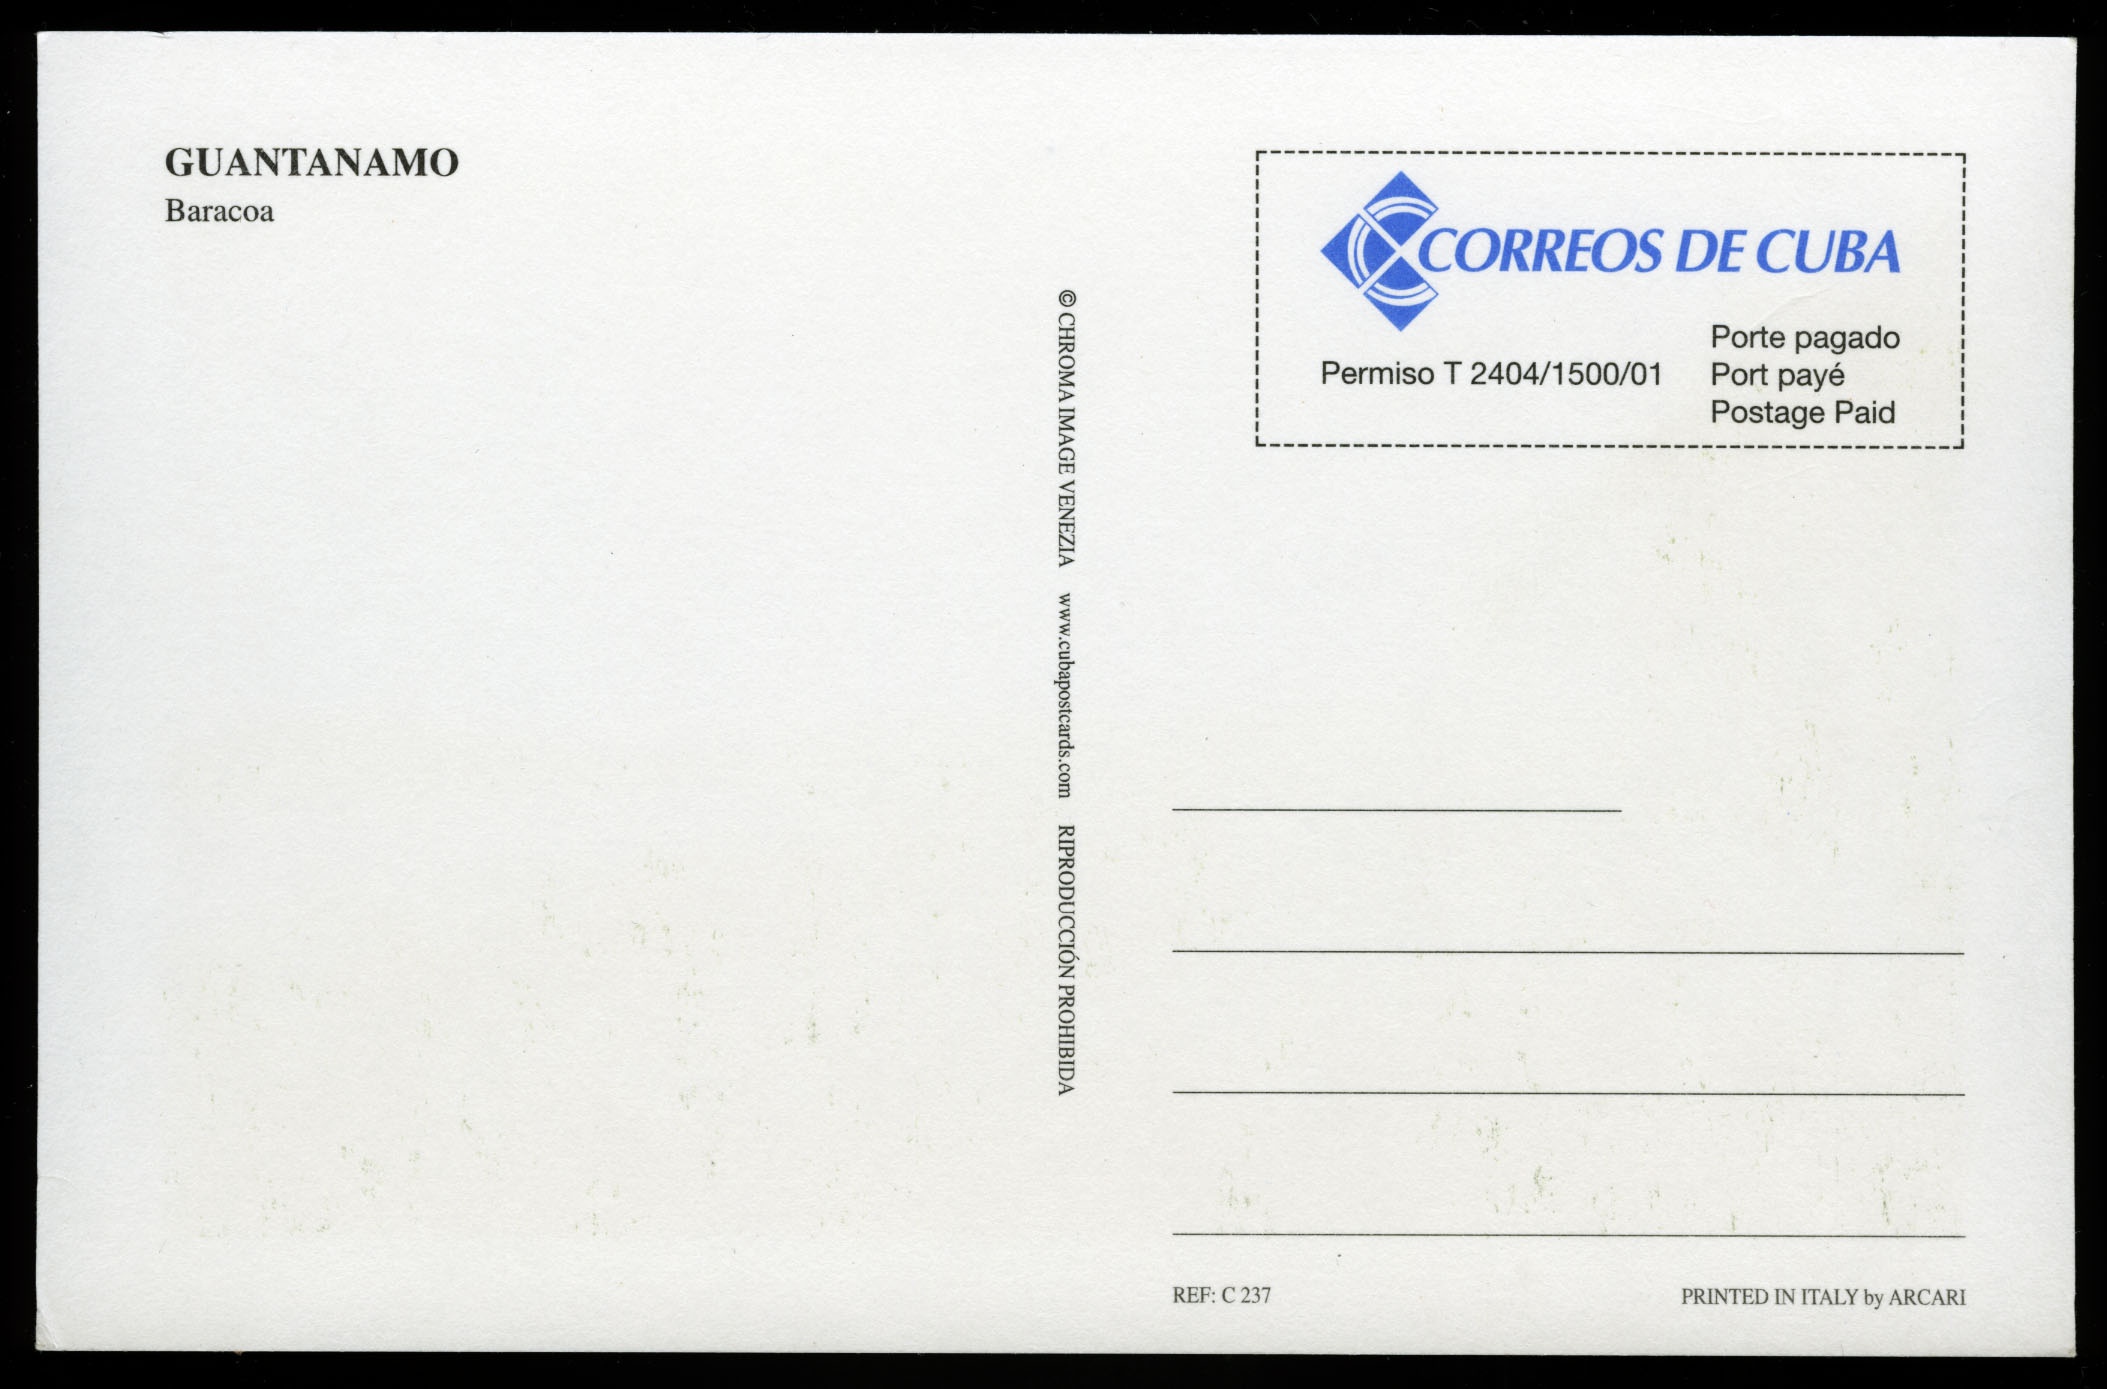 GUANTANAMO
Baracoa
© CHROMA IMAGE VENEZIA www.cubapostcards.com RIPRODUCCIÓN PROHIBIDA
CORREOS DE CUBA
Permiso T 2404/1500/01
Porte pagado
Port payé
Postage Paid
REF: C 237
PRINTED IN ITALY by ARCARI